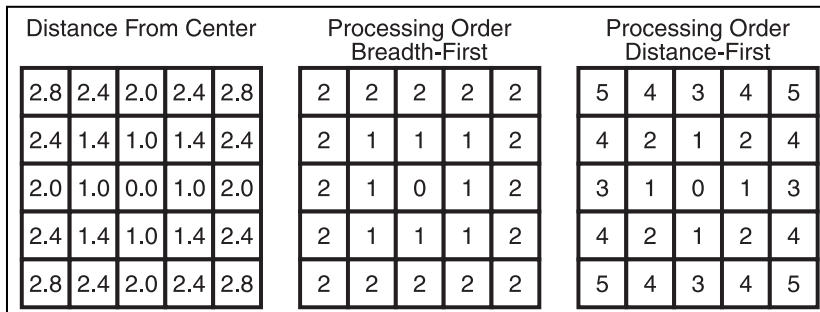 Distance From Center
Processing Order
Breadth-First
Processing Order
Distance-First
2.8 2.4 2.0 2.4 2.8
2.4 1.4 1.0 1.4 2.4
2.0 1.0 0.0 1.0 2.0
2.4 1.4 1.0 1.4 2.4
2.8 2.4 2.0 2.4 2.8
2 2 2 2 2
2 1 1 1 2
2 1 0 1 2
2 1 1 1 2
2 2 2 2 2
5 4 3 4 5
4 2 1 2 4
3 1 0 1 3
4 2 1 2 4
5 4 3 4 5